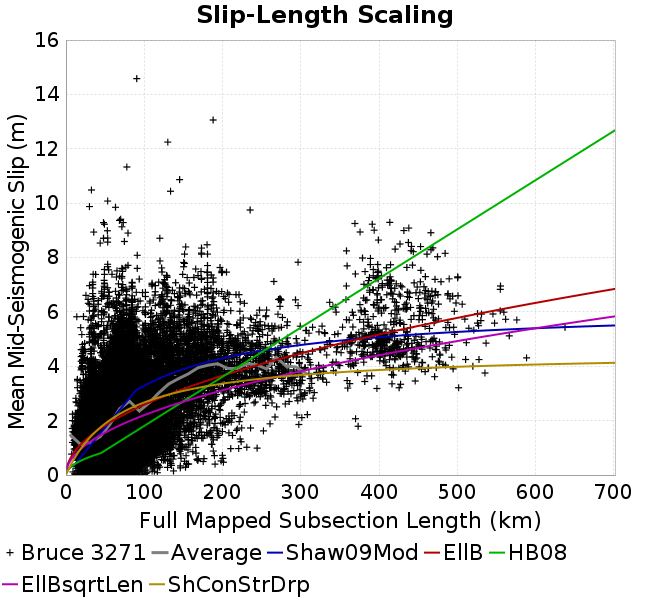 Slip-Length Scaling
Mean Mid-Seismogenic Slip (m)
16
14
12
10
8
6
4
2
0
0 100 200 300 400 500 600 700
Full Mapped Subsection Length (km)
Bruce 3271 Average Shaw09Mod EllB HB08
EllBsqrtLen ShConStrDrp